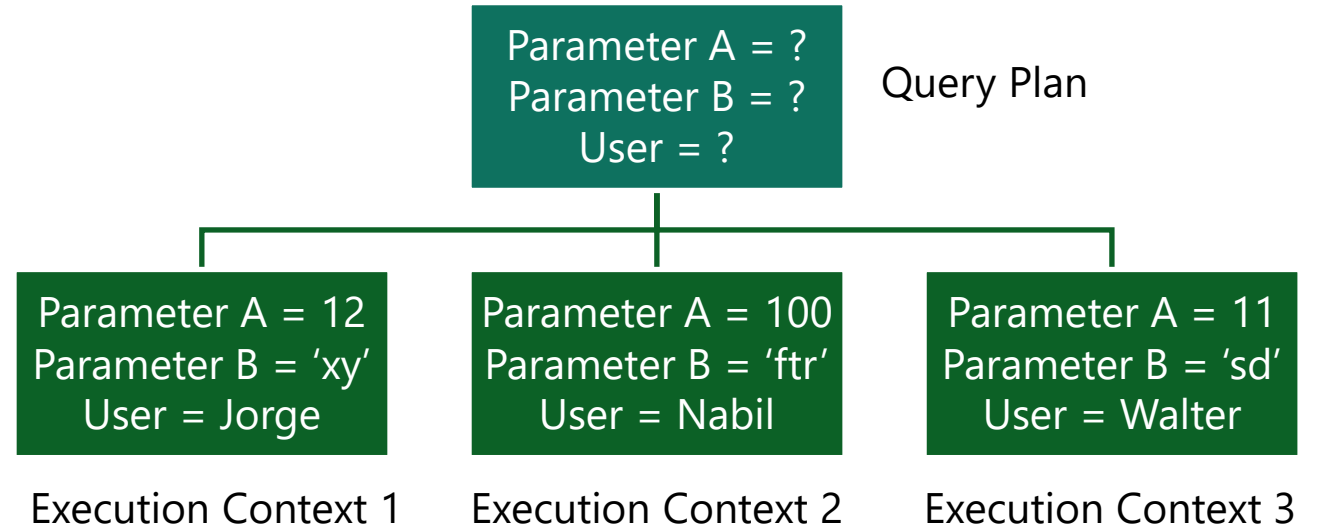 Parameter A = ?
Parameter B = ?
User = ?
Query Plan
Parameter A = 12
Parameter B = ‘xy’
User = Jorge
Parameter A = 100
Parameter B = ‘ftr’
User = Nabil
Parameter A = 11
Parameter B = ‘sd’
User = Walter
Execution Context 1
Execution Context 2
Execution Context 3